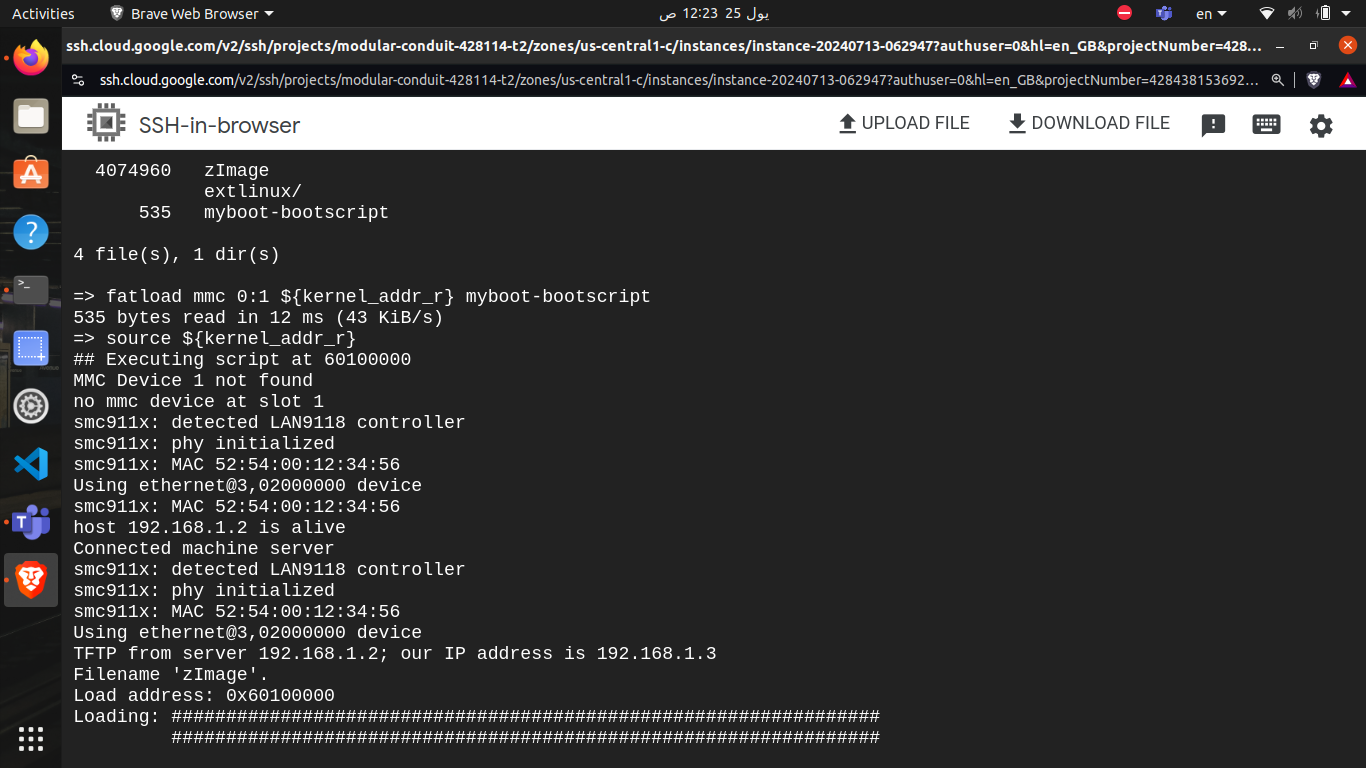 Activities
Brave Web Browser
يول 25 12:23 ص
en
ssh.cloud.google.com/v2/ssh/projects/modular-conduit-428114-t2/zones/us-central1-c/instances/instance-20240713-062947?authuser=0&hl=en_GB&projectNumber=428...
ssh.cloud.google.com/v2/ssh/projects/modular-conduit-428114-t2/zones/us-central1-c/instances/instance-20240713-062947?authuser=0&hl=en_GB&projectNumber=428438153692...
SSH-in-browser
UPLOAD FILE
DOWNLOAD FILE
4074960   zImage
extlinux/
535   myboot-bootscript
4 file(s), 1 dir(s)
=> fatload mmc 0:1 ${kernel_addr_r} myboot-bootscript
535 bytes read in 12 ms (43 KiB/s)
=> source ${kernel_addr_r}
## Executing script at 60100000
MMC Device 1 not found
no mmc device at slot 1
smc911x: detected LAN9118 controller
smc911x: phy initialized
smc911x: MAC 52:54:00:12:34:56
Using ethernet@3,02000000 device
smc911x: MAC 52:54:00:12:34:56
host 192.168.1.2 is alive
Connected machine server
smc911x: detected LAN9118 controller
smc911x: phy initialized
smc911x: MAC 52:54:00:12:34:56
Using ethernet@3,02000000 device
TFTP from server 192.168.1.2; our IP address is 192.168.1.3
Filename 'zImage'.
Load address: 0x60100000
Loading: #################################################################
#################################################################